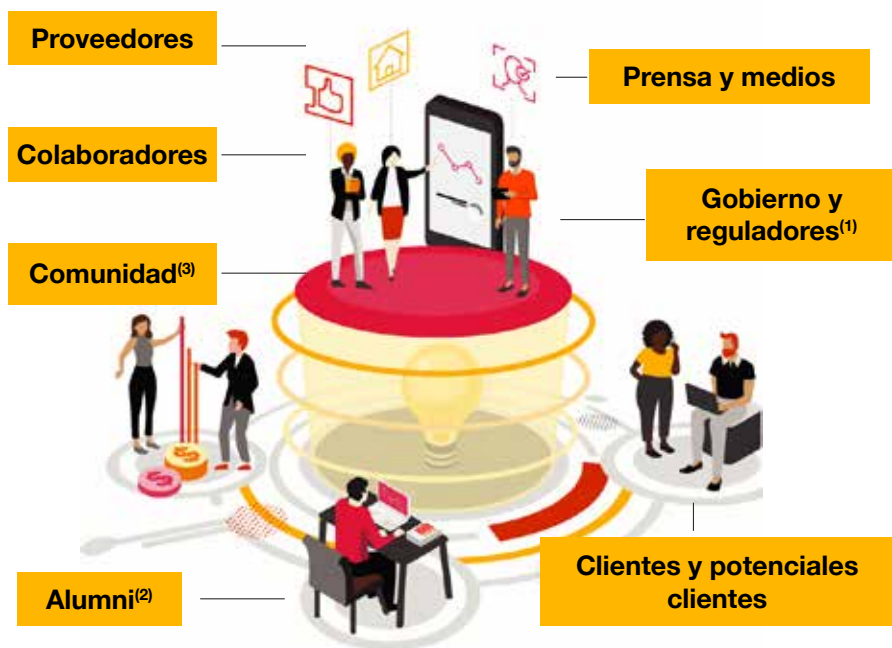 Proveedores
Prensa y medios
Colaboradores
Gobierno y
reguladores(1)
Comunidad(3)
Alumni(2)
Clientes y potenciales
clientes